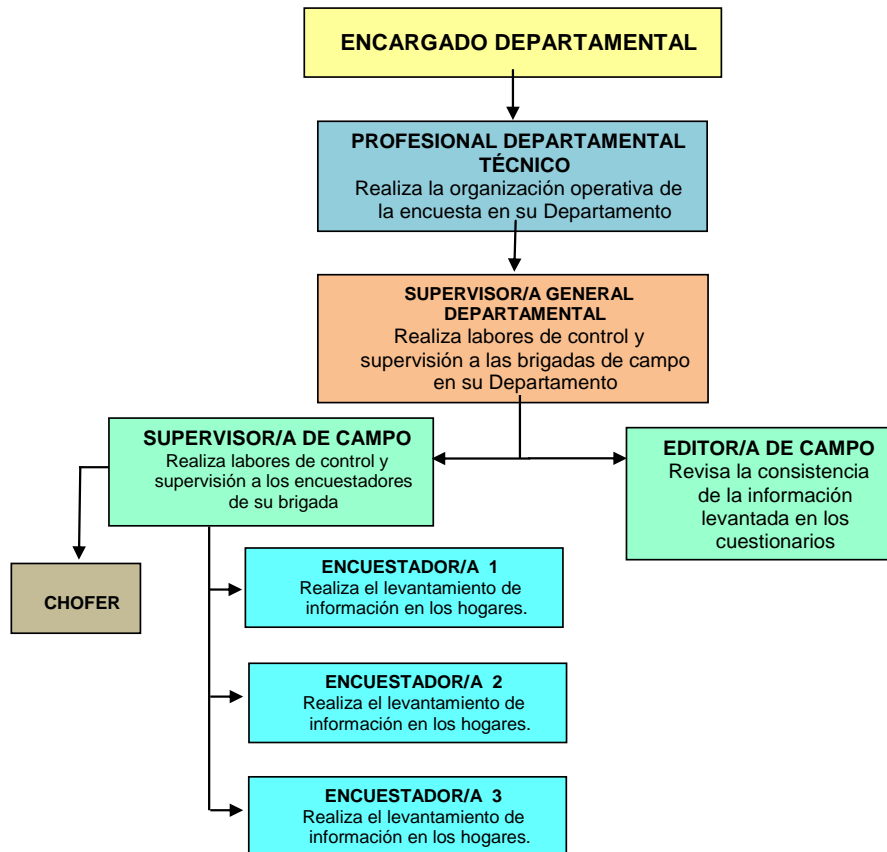 ENCARGADO DEPARTAMENTAL
PROFESIONAL DEPARTAMENTAL
TÉCNICO
Realiza la organización operativa de
la encuesta en su Departamento
SUPERVISOR/A GENERAL
DEPARTAMENTAL
Realiza labores de control y
supervisión a las brigadas de campo
en su Departamento
SUPERVISOR/A DE CAMPO
Realiza labores de control y
supervisión a los encuestadores
de su brigada
EDITOR/A DE CAMPO
Revisa la consistencia
de la información
levantada en los
cuestionarios
CHOFER
ENCUESTADOR/A 1
Realiza el levantamiento de
información en los hogares.
ENCUESTADOR/A 2
Realiza el levantamiento de
información en los hogares.
ENCUESTADOR/A 3
Realiza el levantamiento de
información en los hogares.